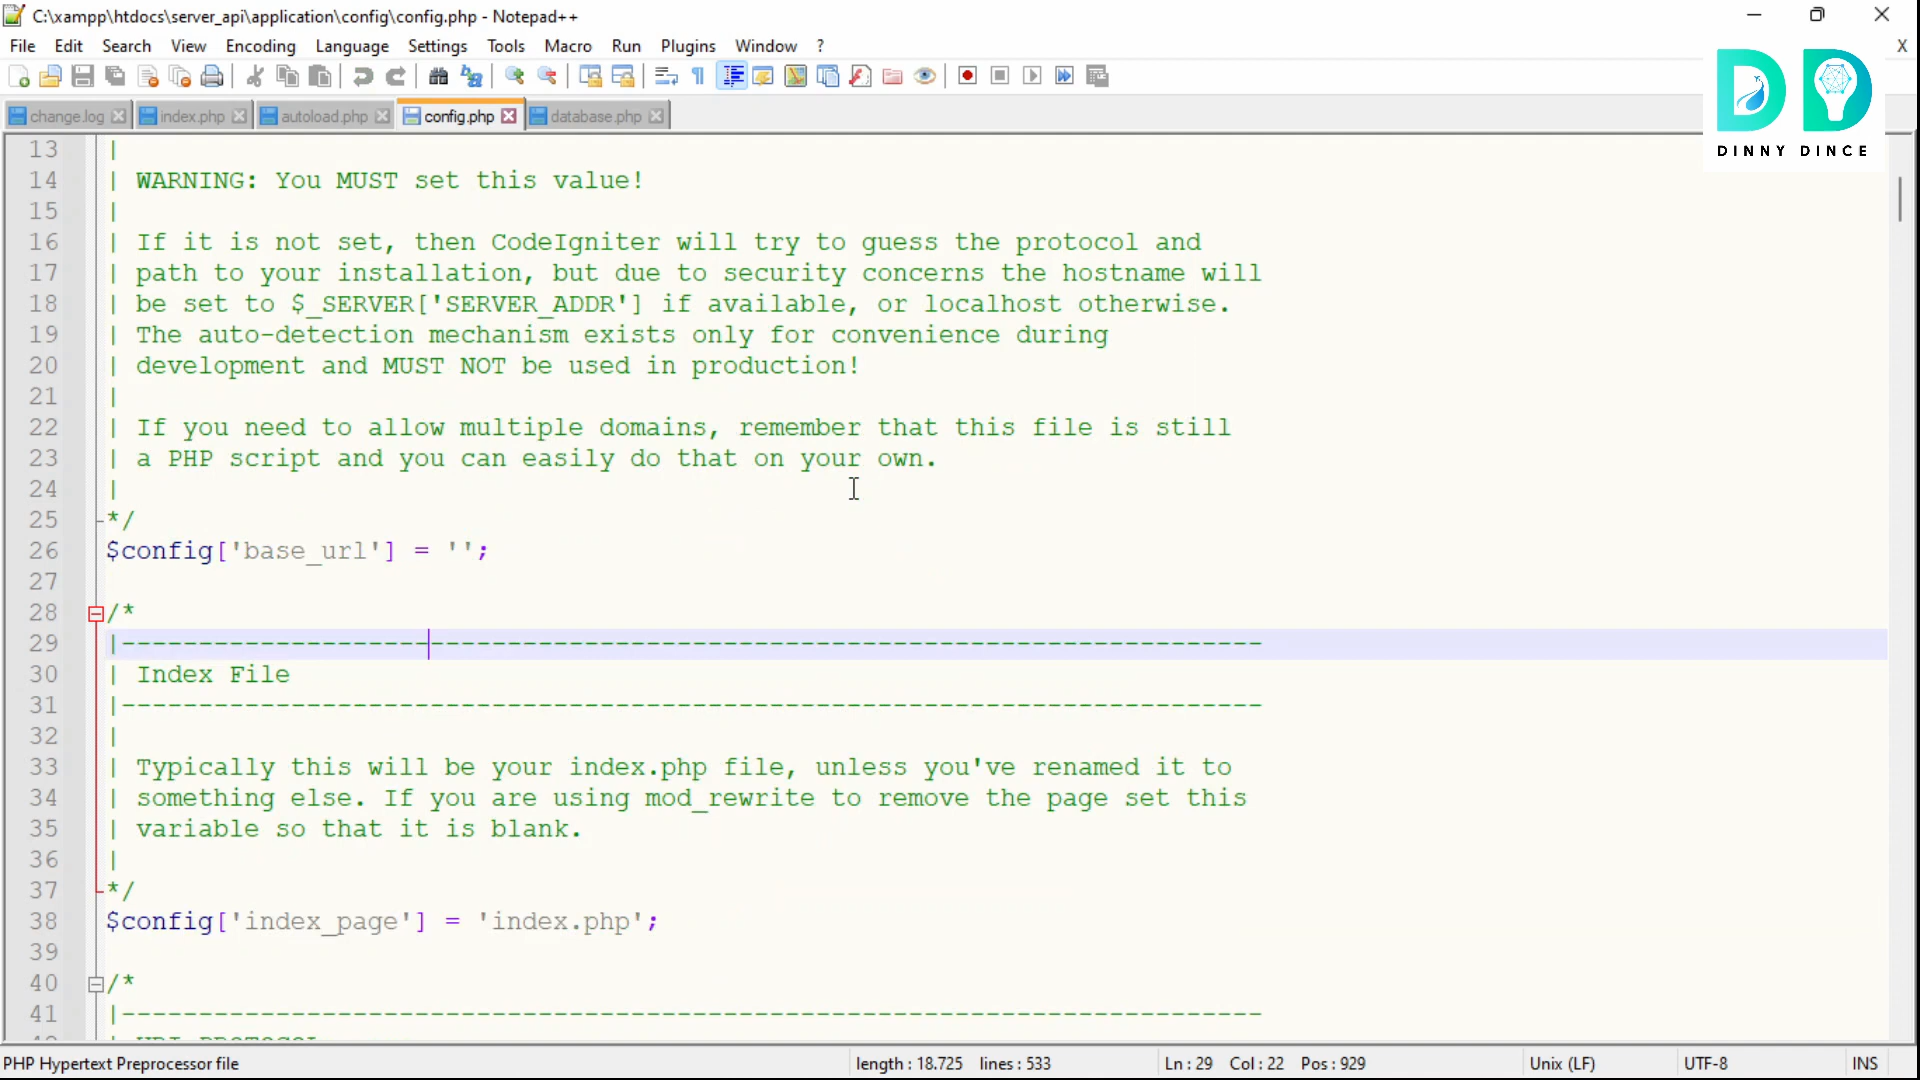 C:\xampp\htdocs\server_api\application\config\config.php - Notepad++
File Edit Search View Encoding Language Settings Tools Macro Run Plugins Window ? X
change.log index.php autoload.php config.php database.php
DINNY DINCE
13 |
14 | WARNING: You MUST set this value!
15 |
16 | If it is not set, then CodeIgniter will try to guess the protocol and
17 | path to your installation, but due to security concerns the hostname will
18 | be set to $_SERVER['SERVER_ADDR'] if available, or localhost otherwise.
19 | The auto-detection mechanism exists only for convenience during
20 | development and MUST NOT be used in production!
21 |
22 | If you need to allow multiple domains, remember that this file is still
23 | a PHP script and you can easily do that on your own.
24 |
25 */
26 $config['base_url'] = '';
27
28 /*
29 |--------------------------------------------------------------------------
30 | Index File
31 |--------------------------------------------------------------------------
32 |
33 | Typically this will be your index.php file, unless you've renamed it to
34 | something else. If you are using mod_rewrite to remove the page set this
35 | variable so that it is blank.
36 |
37 */
38 $config['index_page'] = 'index.php';
39
40 /*
41 |--------------------------------------------------------------------------
PHP Hypertext Preprocessor file length : 18.725 lines : 533 Ln : 29 Col : 22 Pos : 929 Unix (LF) UTF-8 INS